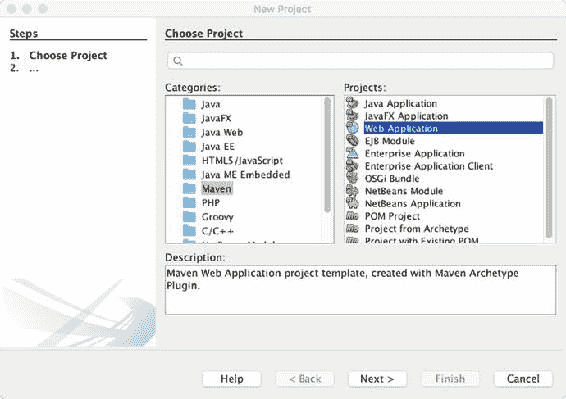 New Project
Steps
1. Choose Project
2. ...
Choose Project
Categories:
Java
JavaFX
Java Web
Java EE
HTML5/JavaScript
Java ME Embedded
Maven
PHP
Groovy
C/C++
Projects:
Java Application
JavaFX Application
Web Application
EJB Module
Enterprise Application
Enterprise Application Client
OSGi Bundle
NetBeans Module
NetBeans Application
POM Project
Project from Archetype
Project with Existing POM
Description:
Maven Web Application project template, created with Maven Archetype
Plugin.
Help
< Back
Next >
Finish
Cancel